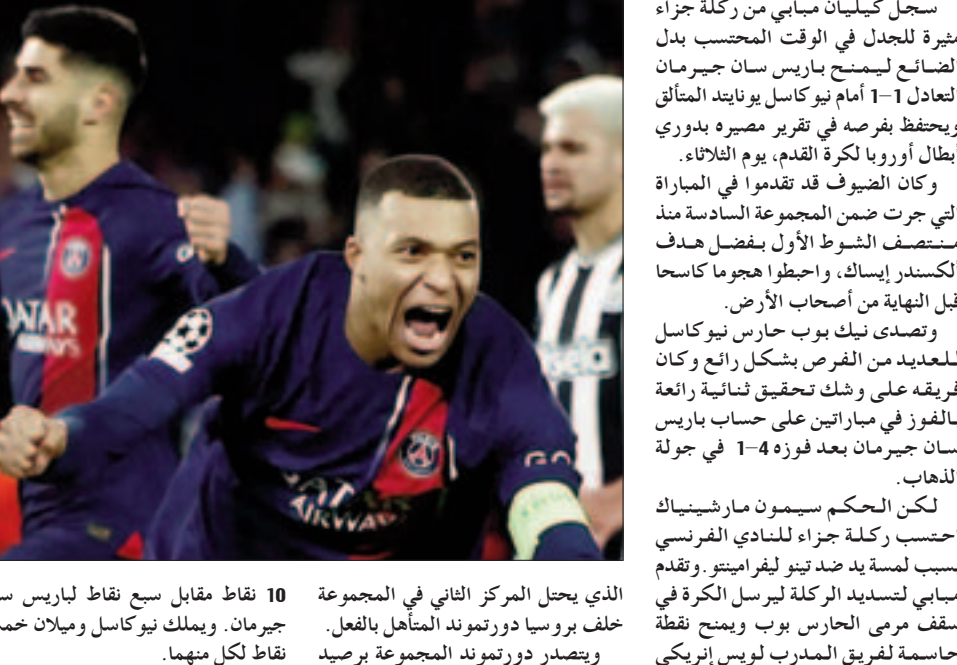 سجل كيليان مبابي من ركلة جزاء
مثيرة للجدل في الوقت المحتسب بدل
الضائع ليمنح باريس سان جيرمان
التعادل 1–1 أمام نيوكاسل يونايتد المتألق
ويحتفظ بفرصه في تقرير مصيره بدوري
أبطال أوروبا لكرة القدم، يوم الثلاثاء.
وكان الضيوف قد تقدموا في المباراة
التي جرت ضمن المجموعة السادسة منذ
منتصف الشوط الأول بفضل هدف
ألكسندر إيساك، واحبطوا هجوما كاسحا
قبل النهاية من أصحاب الأرض.
وتصدى نيك بوب حارس نيوكاسل
للعديد من الفرص بشكل رائع وكان
فريقه على وشك تحقيق ثنائية رائعة
بالفوز في مباراتين على حساب باريس
سان جيرمان بعد فوزه 4–1 في جولة
الذهاب.
لكن الحكم سيمون مارشينياك
احتسب ركلة جزاء للنادي الفرنسي
بسبب لمسة يد ضد تينو ليفرامينتو. وتقدم
مبابي لتسديد الركلة ليرسل الكرة في
سقف مرمى الحارس بوب ويمنح نقطة
حاسمة لفريق المدرب لويس إنريكي
الذي يحتل المركز الثاني في المجموعة
خلف بروسيا دورتموند المتأهل بالفعل.
ويتصدر دورتموند المجموعة برصيد
10 نقاط مقابل سبع نقاط لباريس
جيرمان. ويملك نيوكاسل وميلان
نقاط لكل منهما.